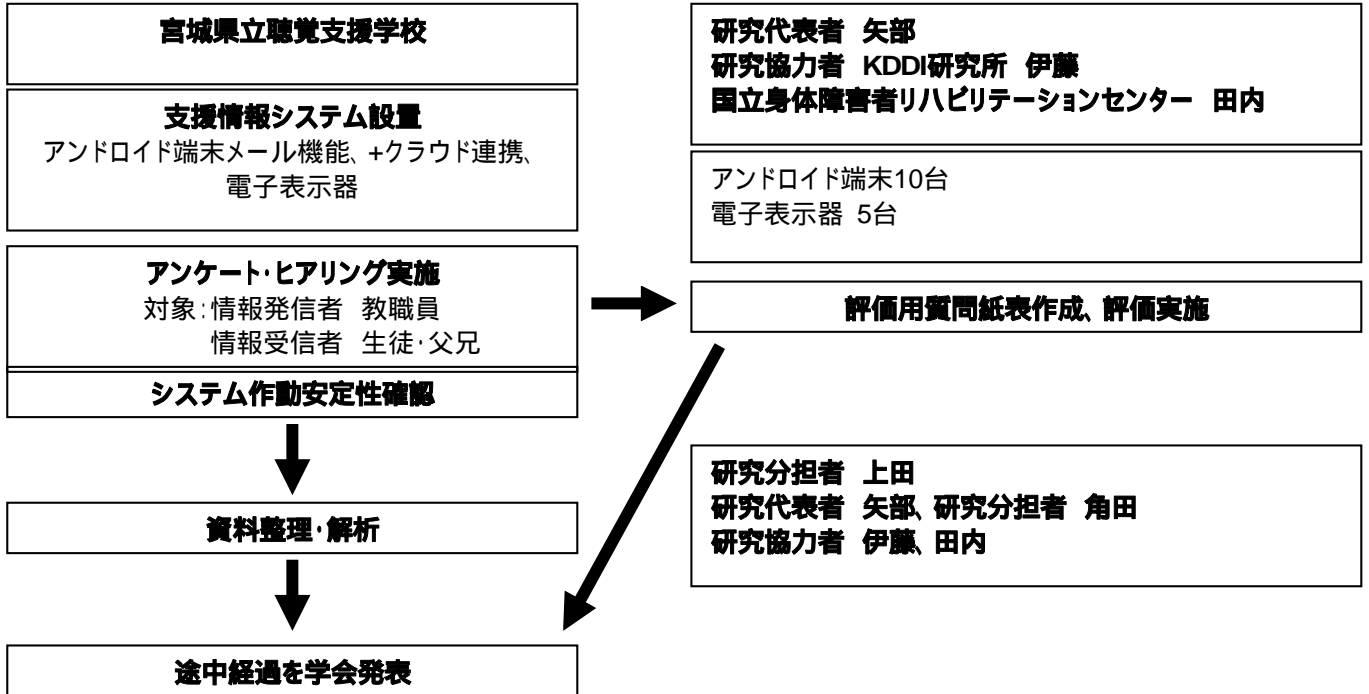 宮城県立聴覚支援学校
支援情報システム設置
アンドロイド端末メール機能、+クラウド連携、
電子表示器
アンケート・ヒアリング実施
対象:情報発信者 教職員
情報受信者 生徒・父兄
システム作動安定性確認
資料整理・解析
途中経過を学会発表
研究代表者 矢部
研究協力者 KDDI研究所 伊藤
国立身体障害者リハビリテーションセンター 田内
アンドロイド端末10台
電子表示器 5台
評価用質問紙表作成、評価実施
研究分担者 上田
研究代表者 矢部、研究分担者 角田
研究協力者 伊藤、田内